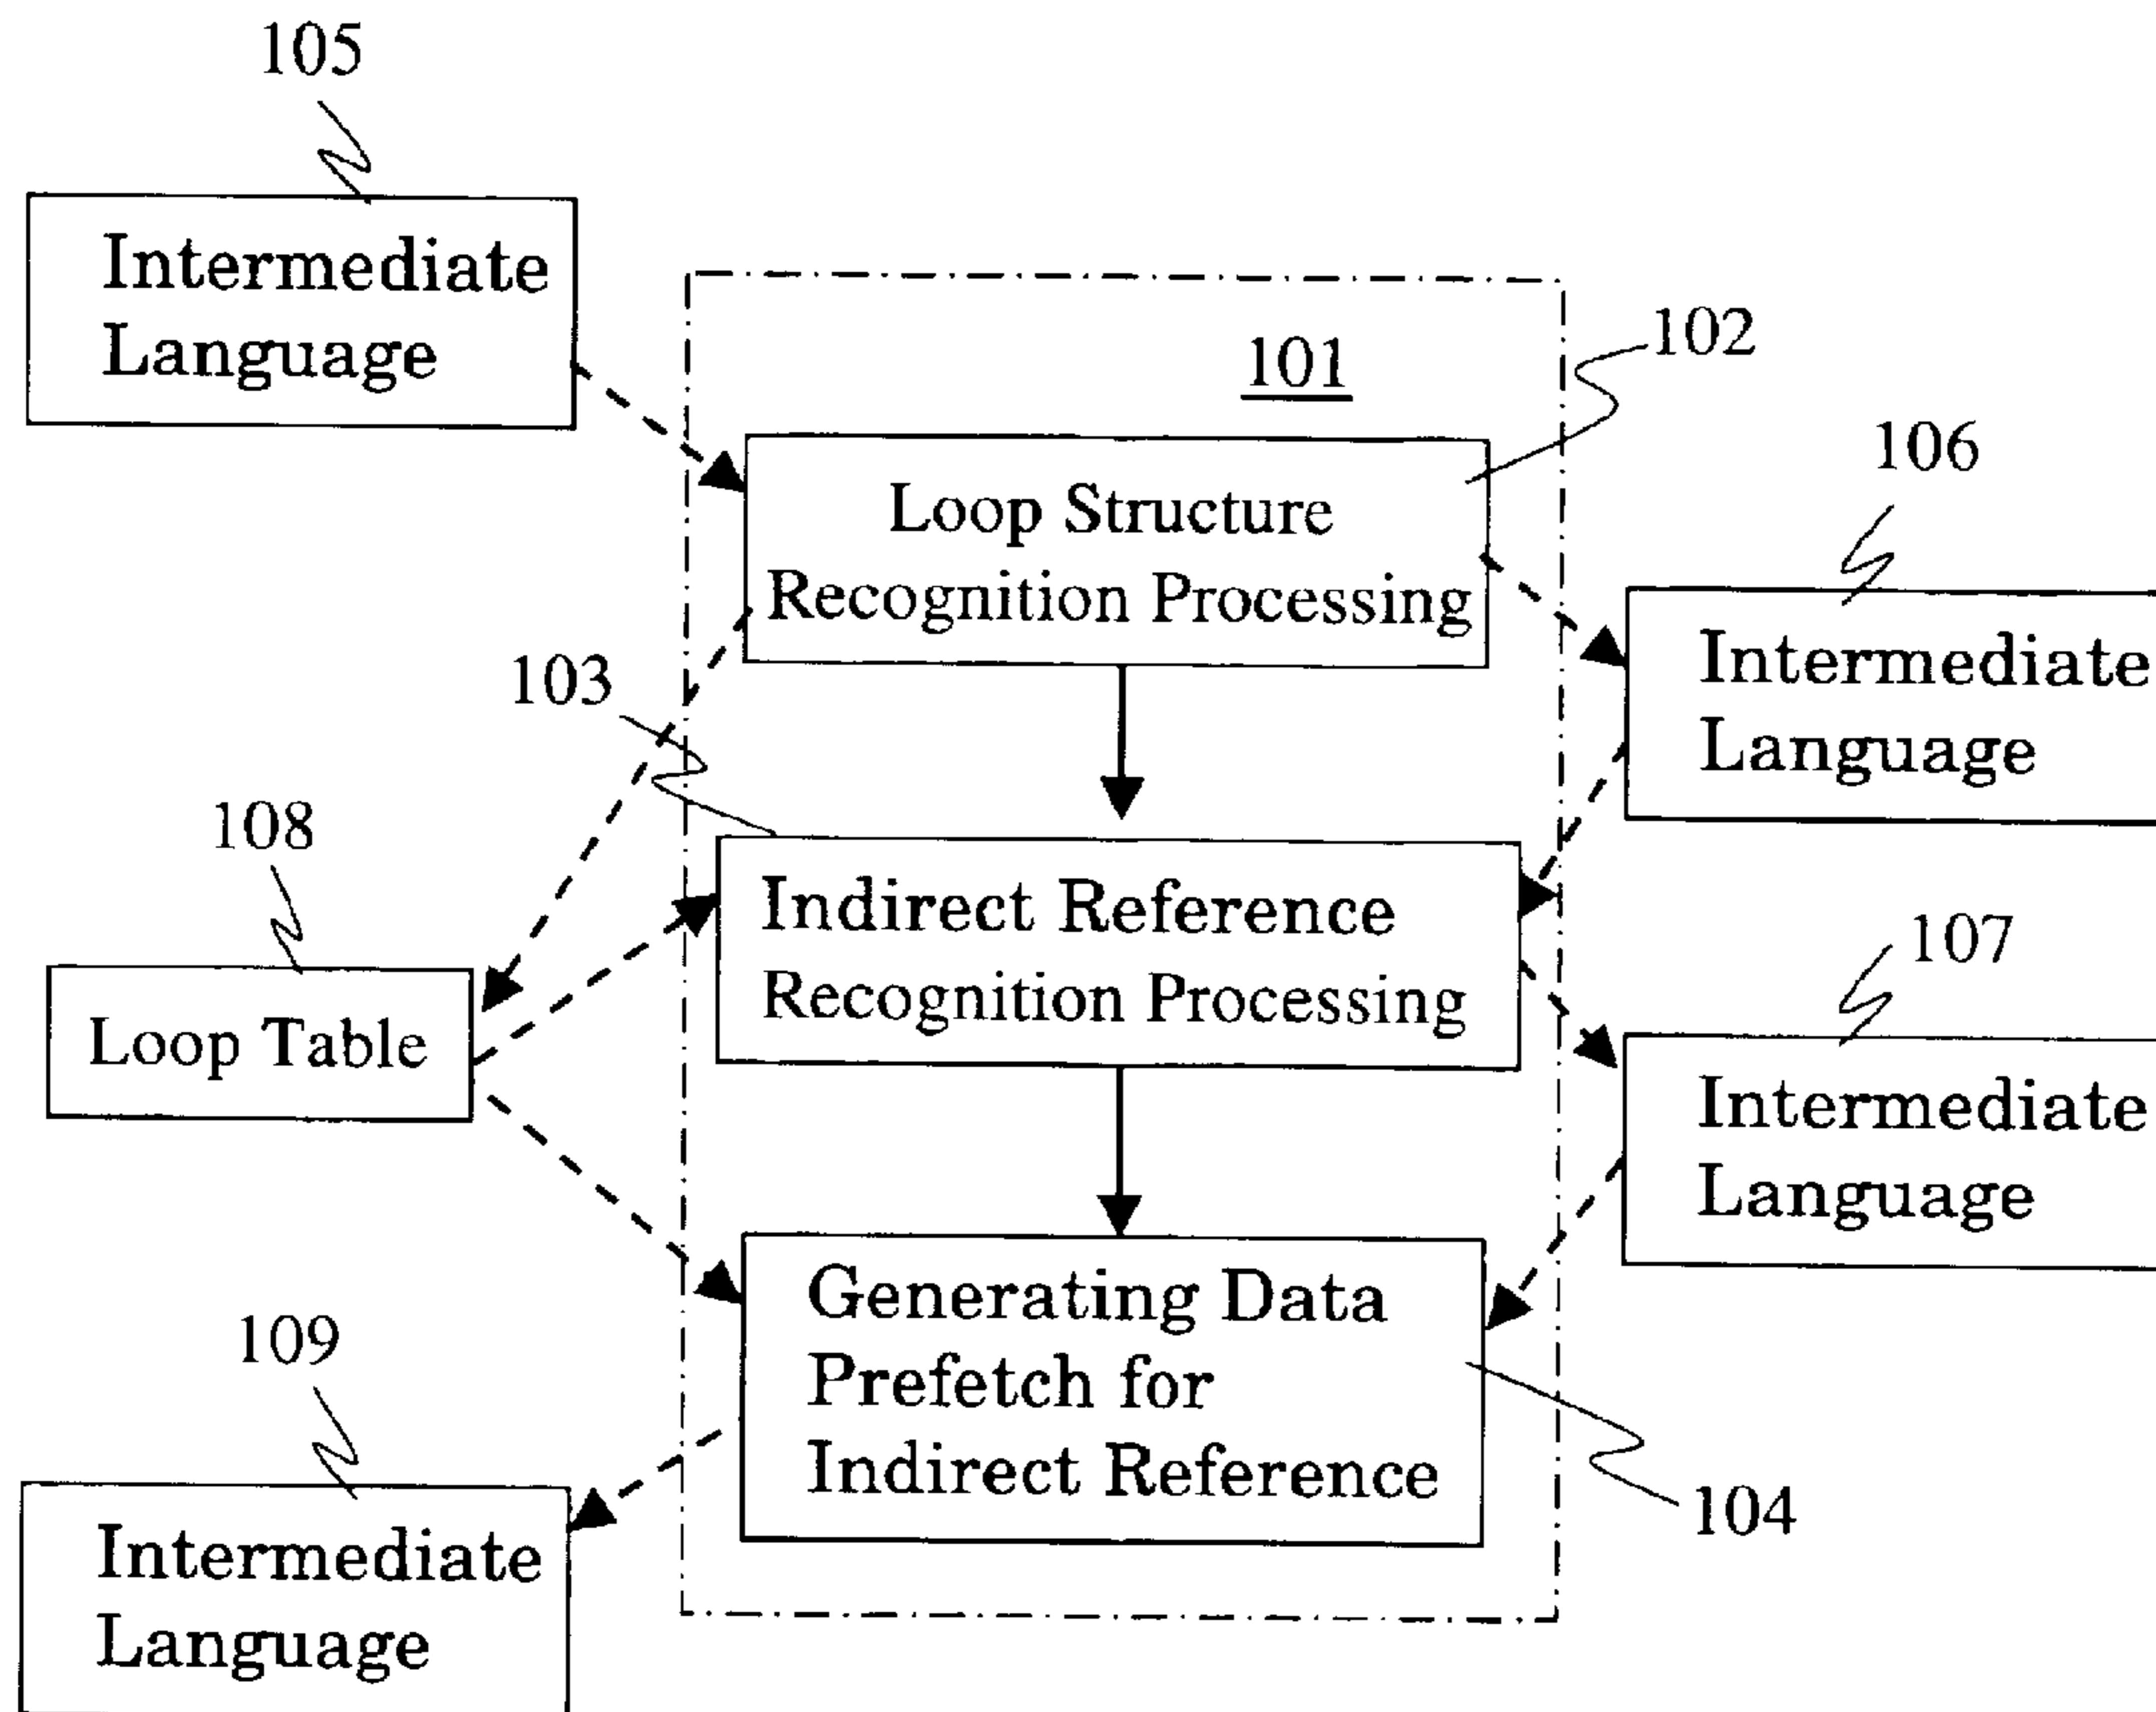 105
Intermediate
Language
101
102
Loop Structure
Recognition Processing
106
Intermediate
Language
103
108
Indirect Reference
Recognition Processing
107
Loop Table
Intermediate
Language
Generating Data
Prefetch for
Indirect Reference
109
104
Intermediate
Language